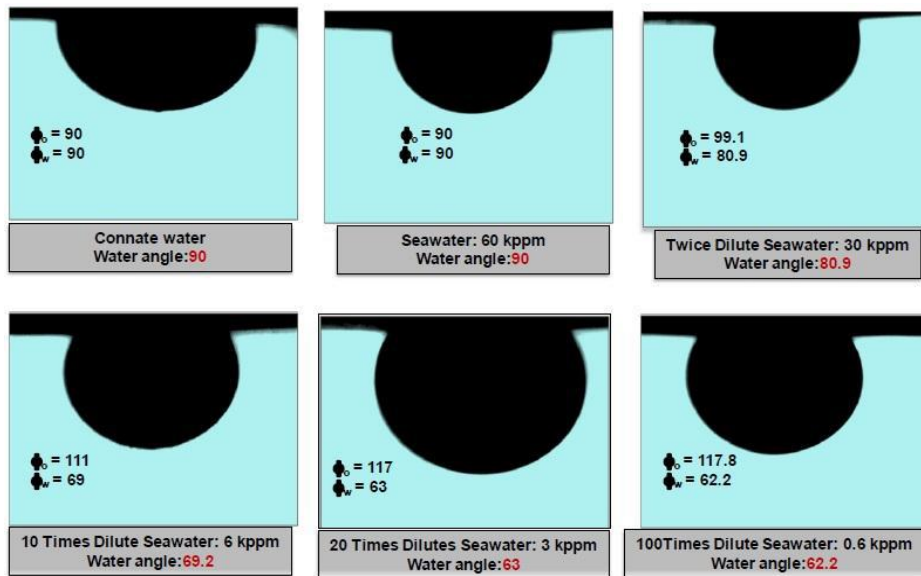 ϕo = 90
ϕw = 90
Connate water
Water angle:90
ϕo = 90
ϕw = 90
Seawater: 60 kppm
Water angle:90
ϕo = 99.1
ϕw = 80.9
Twice Dilute Seawater: 30 kppm
Water angle:80.9
ϕo = 111
ϕw = 69
10 Times Dilute Seawater: 6 kppm
Water angle:69.2
ϕo = 117
ϕw = 63
20 Times Dilutes Seawater: 3 kppm
Water angle:63
ϕo = 117.8
ϕw = 62.2
100Times Dilute Seawater: 0.6 kppm
Water angle:62.2